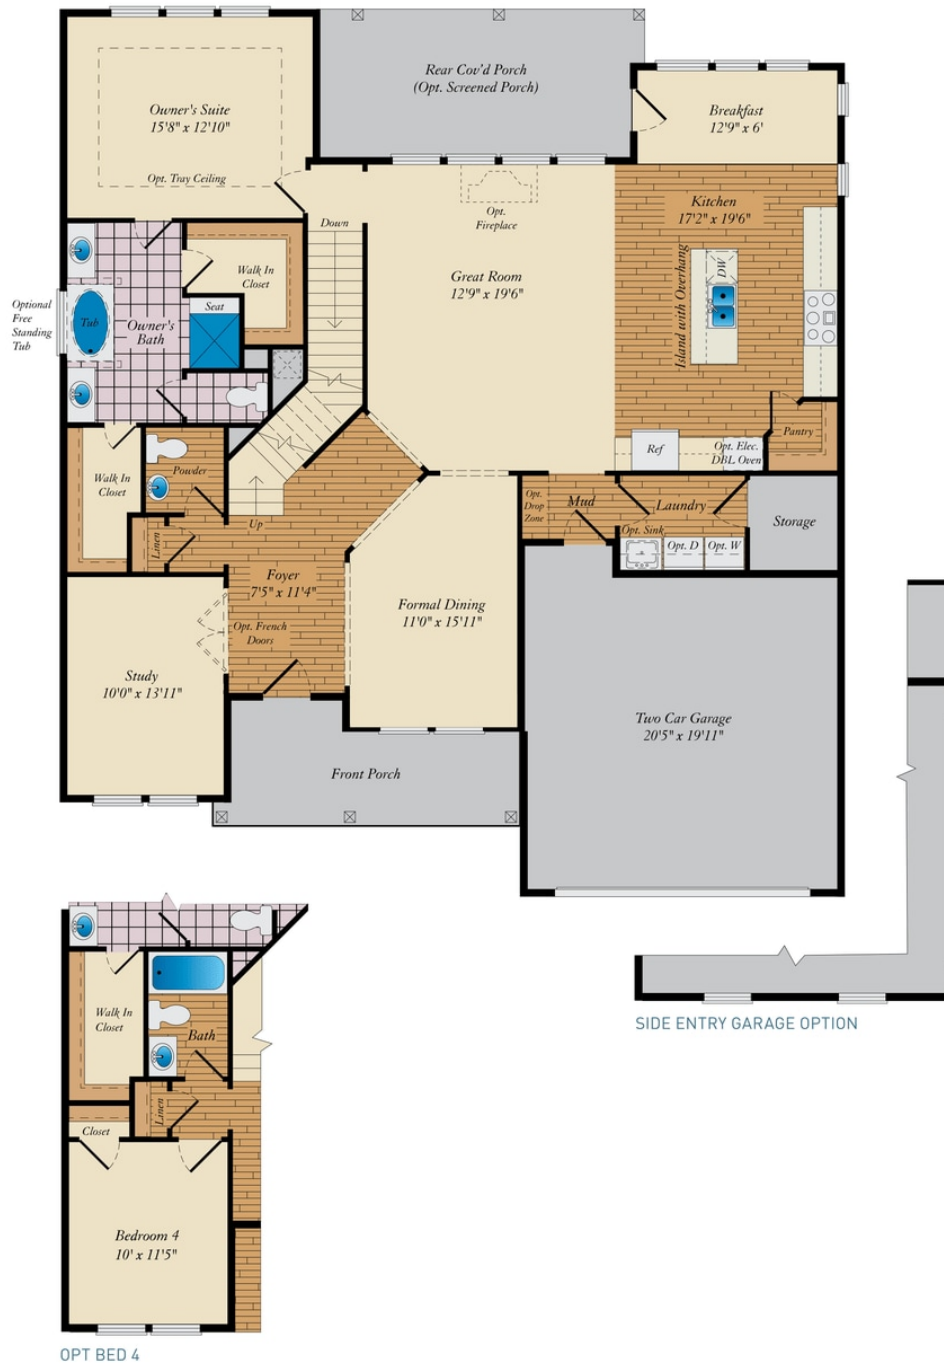 Rear Cov'd Porch
(Opt. Screened Porch)
Owner's Suite
15'8" x 12'10"
Opt. Tray Ceiling
Breakfast
12'9" x 6'
Kitchen
17'2" x 19'6"
Opt.
Fireplace
Down
Great Room
12'9" x 19'6"
Island with Overhang
DW
Walk In
Closet
Seat
Owner's
Bath
Tub
Optional
Free
Standing
Tub
Pantry
Ref
Opt. Elec.
DBL Oven
Walk In
Closet
Powder
Linen
Up
Opt.
Drop
Zone
Mud
Laundry
Opt. Sink
Opt. D
Opt. W
Storage
Foyer
7'5" x 11'4"
Opt. French
Doors
Formal Dining
11'0" x 15'11"
Study
10'0" x 13'11"
Two Car Garage
20'5" x 19'11"
Front Porch
Walk In
Closet
Bath
Linen
Closet
Bedroom 4
10' x 11'5"
OPT BED 4
SIDE ENTRY GARAGE OPTION